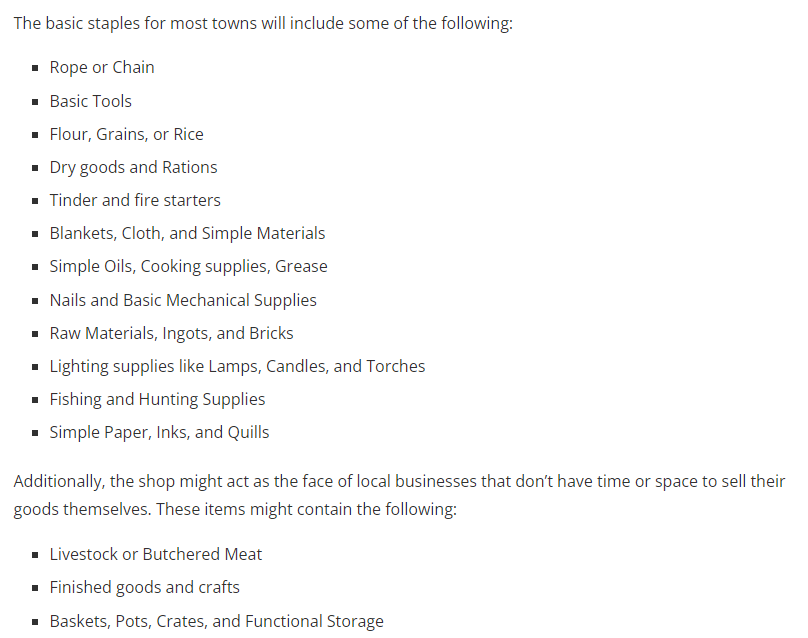 The basic staples for most towns will include some of the following:
▪ Rope or Chain
▪ Basic Tools
▪ Flour, Grains, or Rice
▪ Dry goods and Rations
▪ Tinder and fire starters
▪ Blankets, Cloth, and Simple Materials
▪ Simple Oils, Cooking supplies, Grease
▪ Nails and Basic Mechanical Supplies
▪ Raw Materials, Ingots, and Bricks
▪ Lighting supplies like Lamps, Candles, and Torches
▪ Fishing and Hunting Supplies
▪ Simple Paper, Inks, and Quills
Additionally, the shop might act as the face of local businesses that don’t have time or space to sell their
goods themselves. These items might contain the following:
▪ Livestock or Butchered Meat
▪ Finished goods and crafts
▪ Baskets, Pots, Crates, and Functional Storage